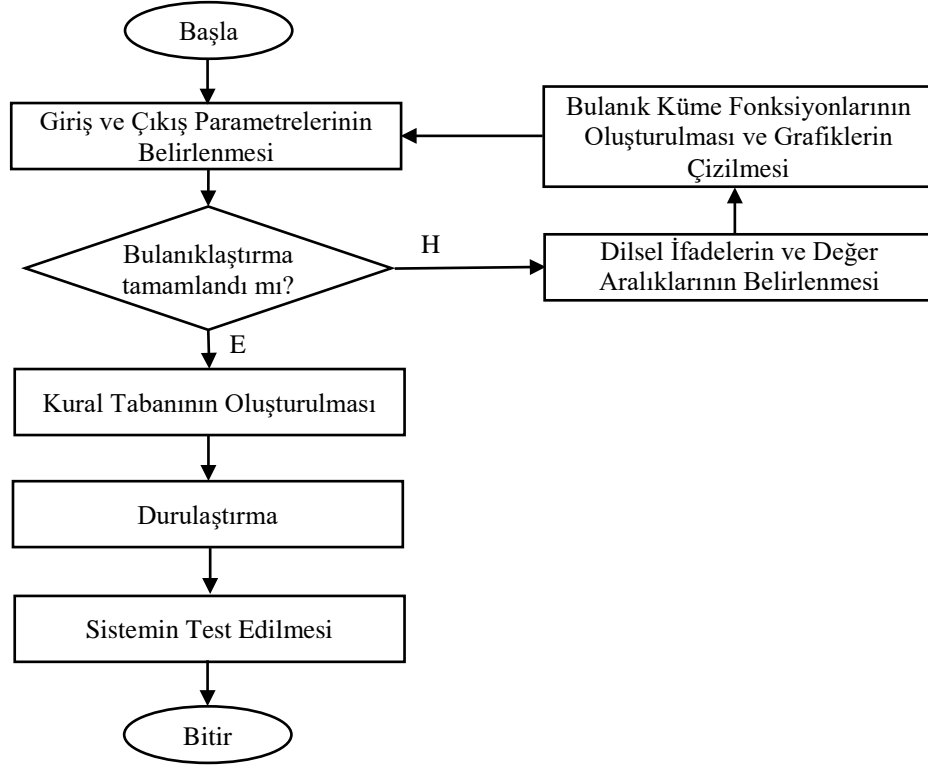 Başla
Giriş ve Çıkış Parametrelerinin
Belirlenmesi
Bulanık Küme Fonksiyonlarının
Oluşturulması ve Grafiklerin
Çizilmesi
Bulanıklaştırma
tamamlandı mı?
H
Dilsel İfadelerin ve Değer
Aralıklarının Belirlenmesi
E
Kural Tabanının Oluşturulması
Durulaştırma
Sistemin Test Edilmesi
Bitir